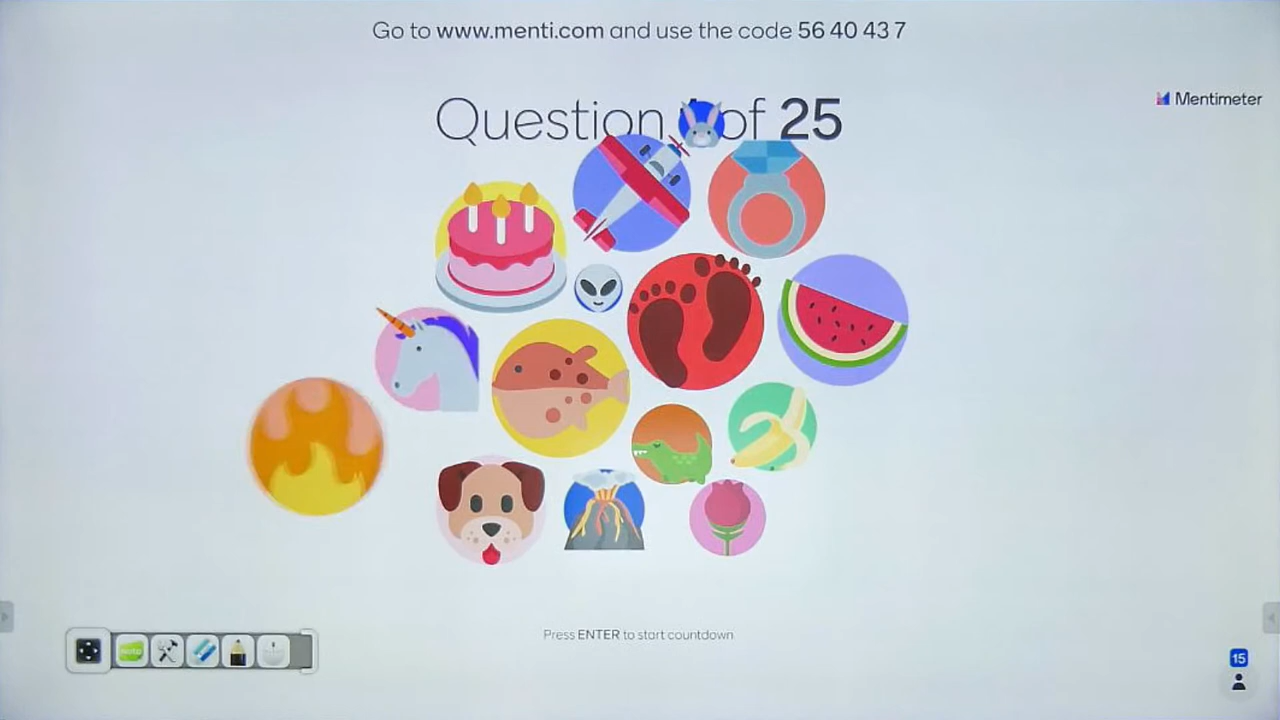 Go to www.menti.com and use the code 56 40 43 7
Mentimeter
Question of 25
Press ENTER to start countdown
15